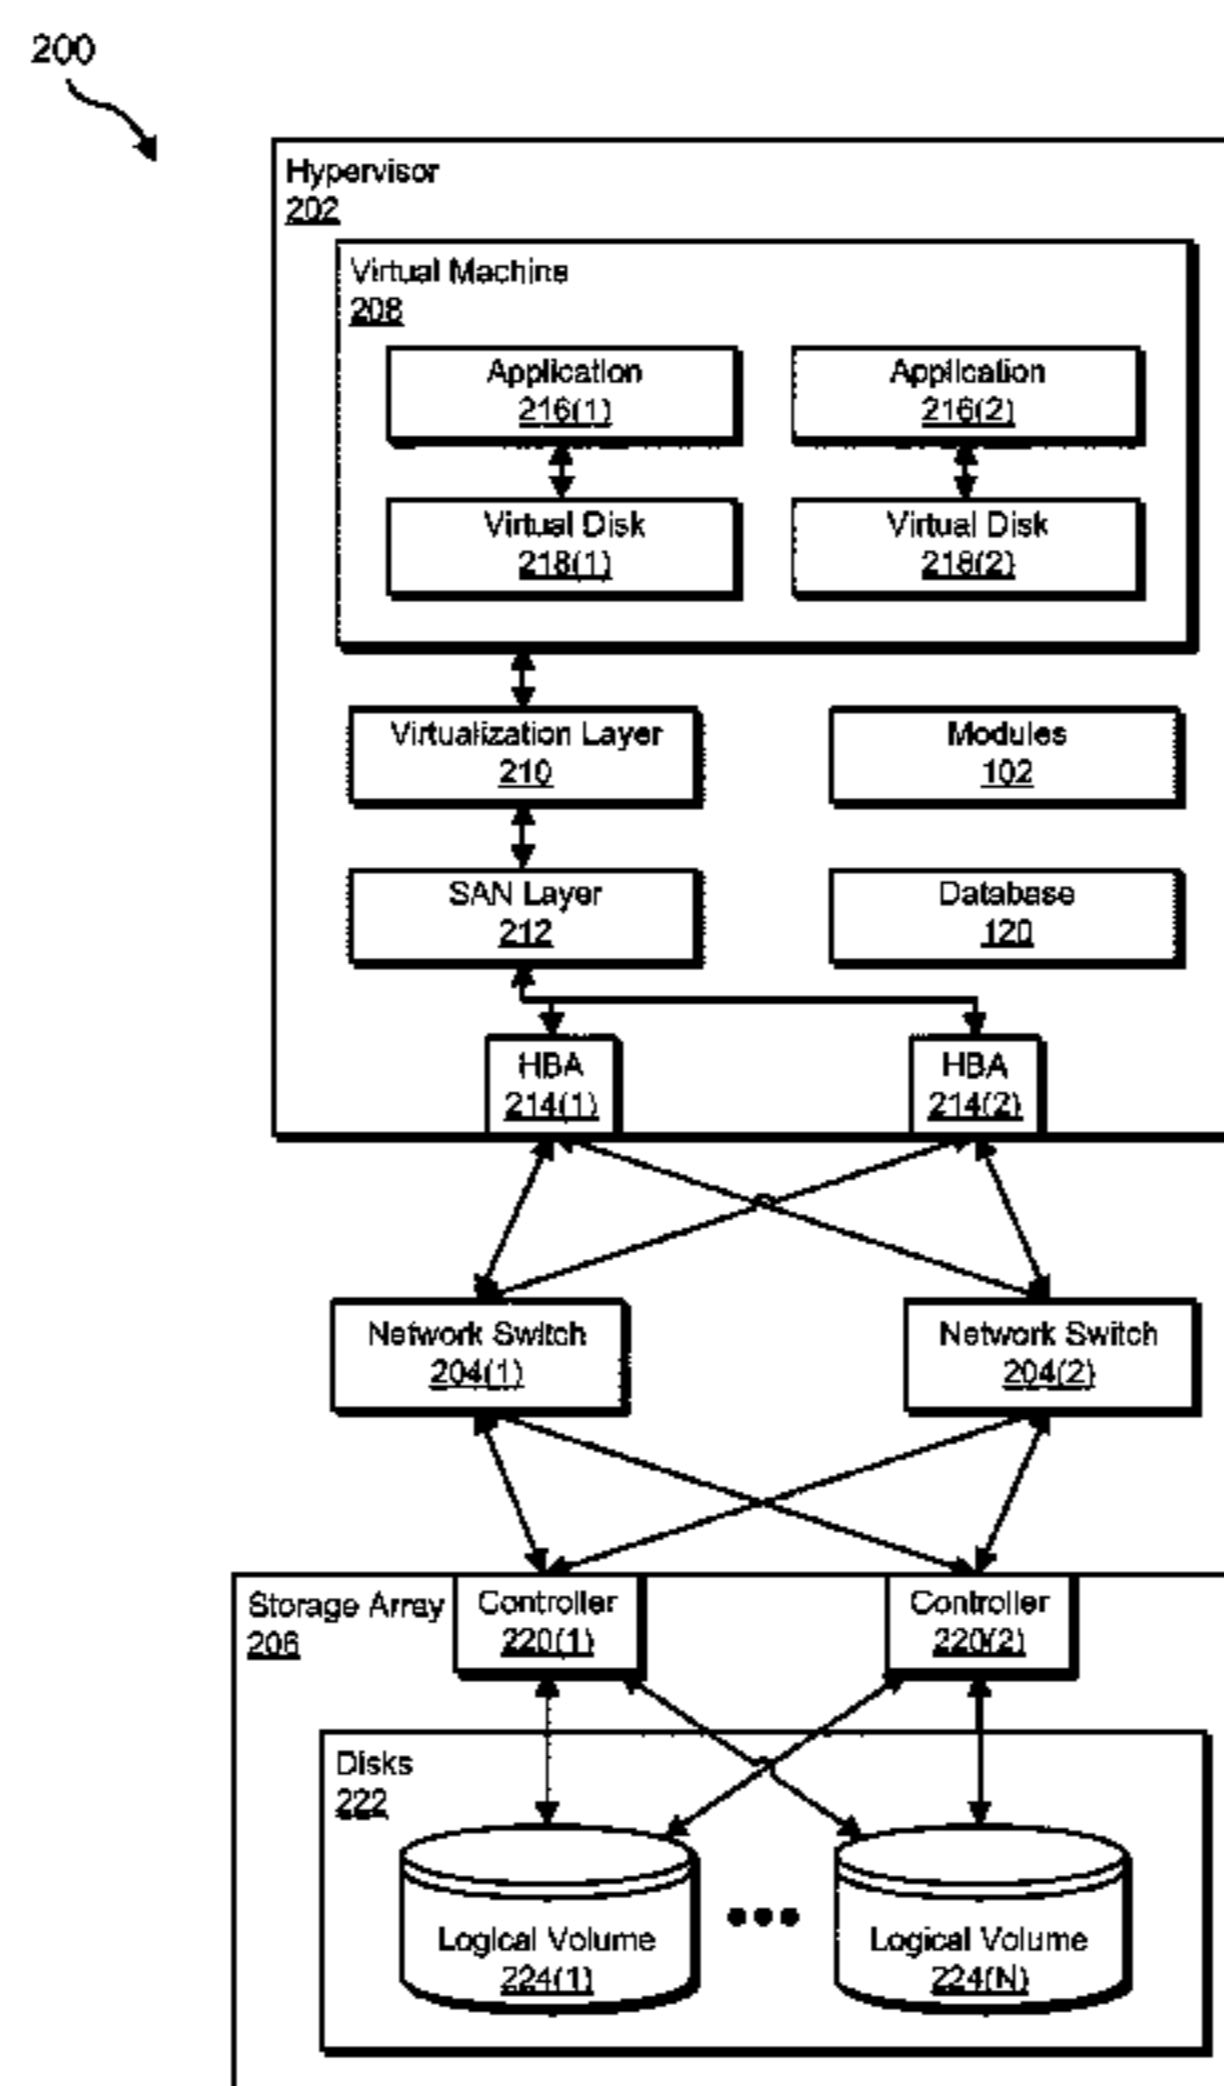 200
Hypervisor
202
Virtual Machine
208
Application
216(1)
Application
216(2)
Virtual Disk
218(1)
Virtual Disk
218(2)
Virtualization Layer
210
Modules
102
SAN Layer
212
Database
120
HBA
214(1)
HBA
214(2)
Network Switch
204(1)
Network Switch
204(2)
Storage Array
206
Controller
220(1)
Controller
220(2)
Disks
222
Logical Volume
224(1)
Logical Volume
224(N)